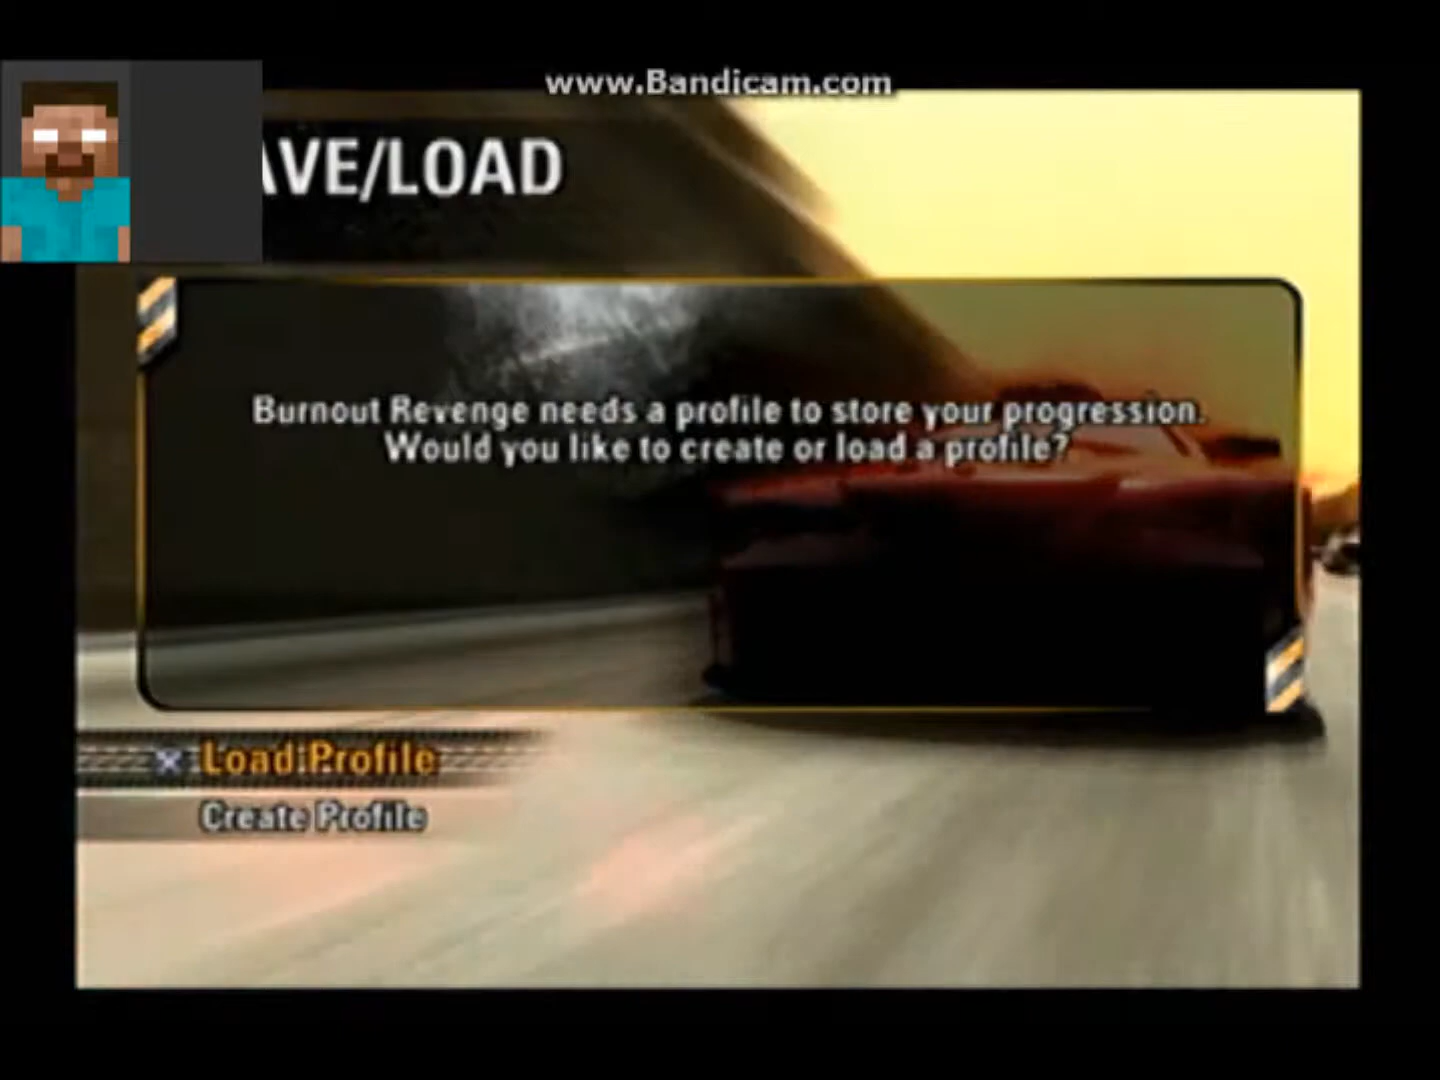 www.Bandicam.com
AVE/LOAD
Burnout Revenge needs a profile to store your progression.
Would you like to create or load a profile?
Load Profile
Create Profile